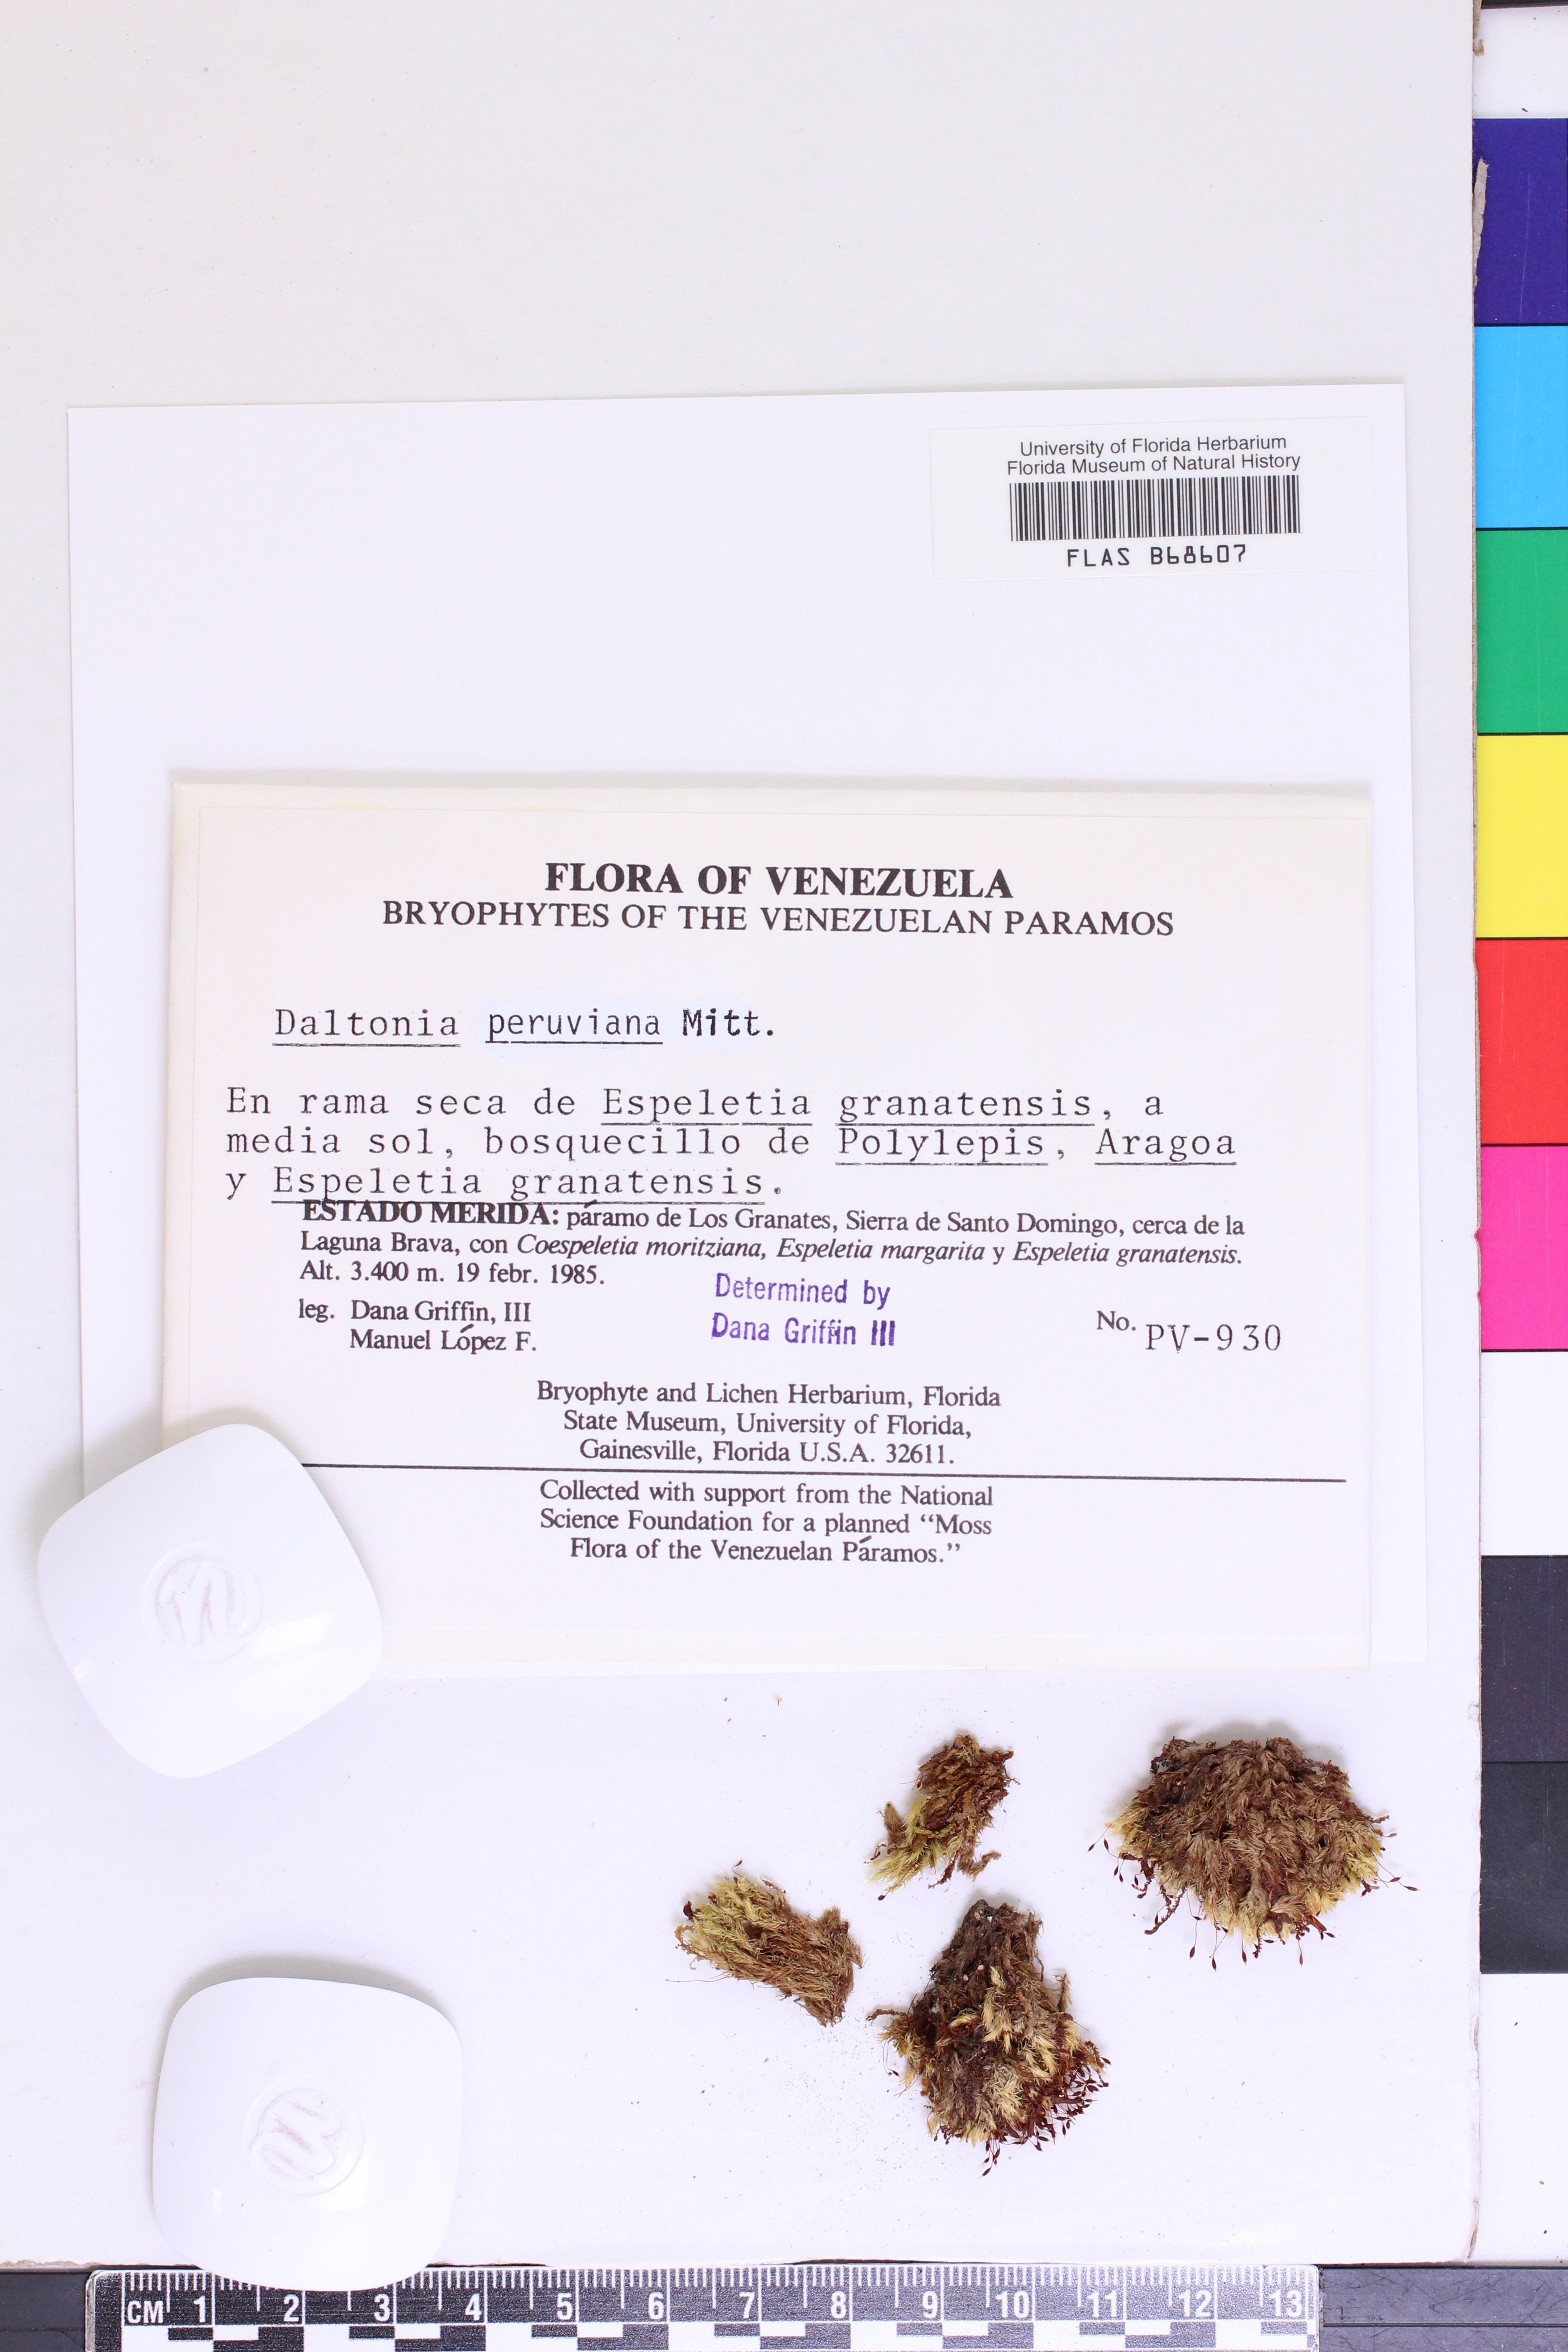 University of Florida Herbarium
Florida Museum of Natural History
FLAS B68607
FLORA OF VENEZUELA
BRYOPHYTES OF THE VENEZUELAN PARAMOS
Daltonia peruviana Mitt.
En rama seca de Espeletia granatensis, a
media sol, bosquecillo de Polylepis, Aragoa
y Espeletia granatensis.
ESTADO MERIDA: páramo de Los Granates, Sierra de Santo Domingo, cerca de la
Laguna Brava, con Coespeletia moritziana, Espeletia margarita y Espeletia granatensis.
Alt. 3.400 m. 19 febr. 1985.
Determined by
Dana Griffin III
leg. Dana Griffin, III
Manuel López F.
No. PV-930
Bryophyte and Lichen Herbarium, Florida
State Museum, University of Florida,
Gainesville, Florida U.S.A. 32611.
Collected with support from the National
Science Foundation for a planned “Moss
Flora of the Venezuelan Páramos.”
CM 1 2 3 4 5 6 7 8 9 10 11 12 13